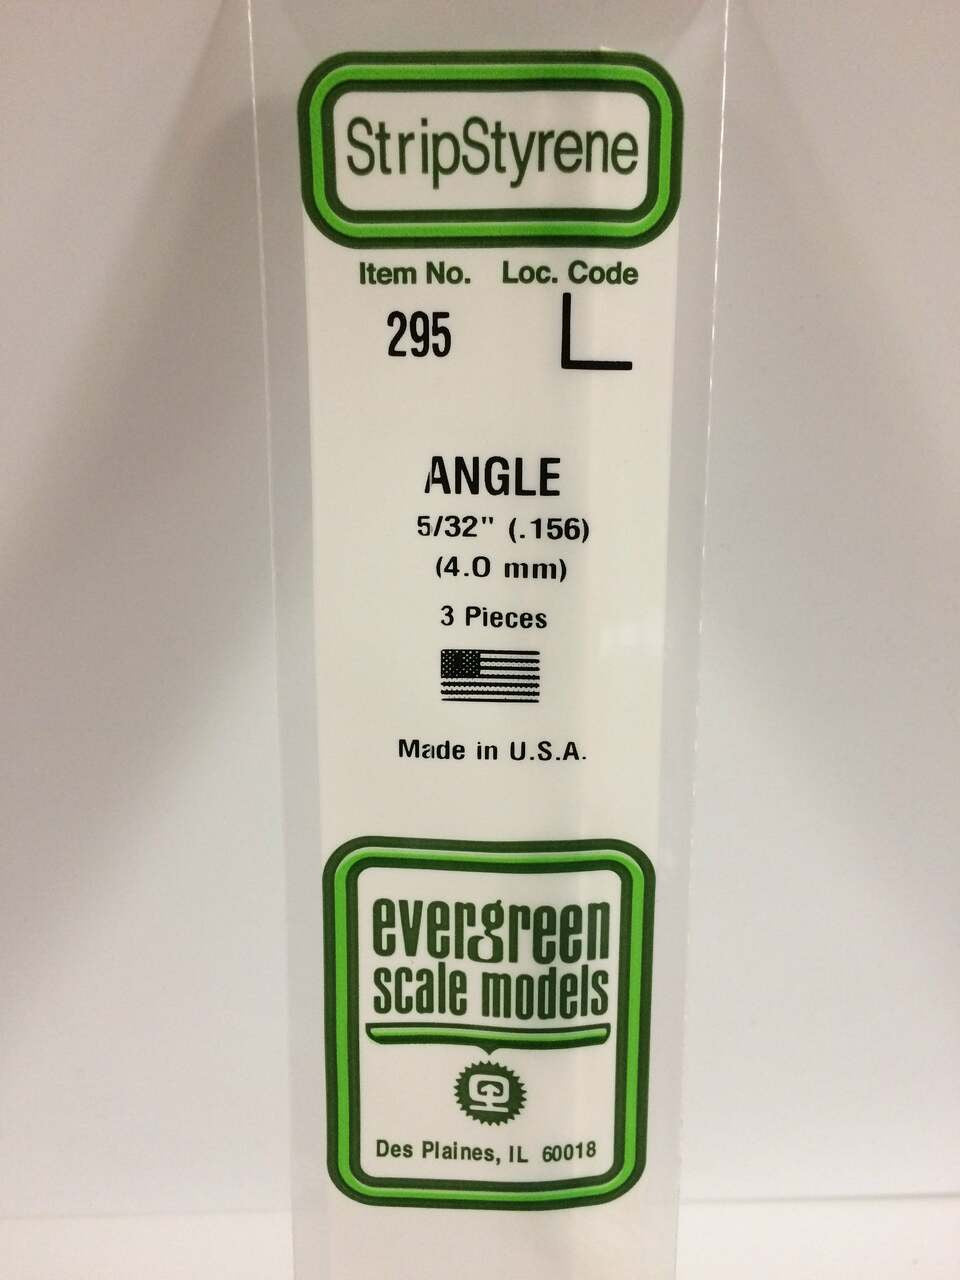 StripStyrene
Item No. Loc. Code
295
ANGLE
5/32" (.156)
(4.0 mm)
3 Pieces
Made in U.S.A.
evergreen
scale models
Des Plaines, IL 60018